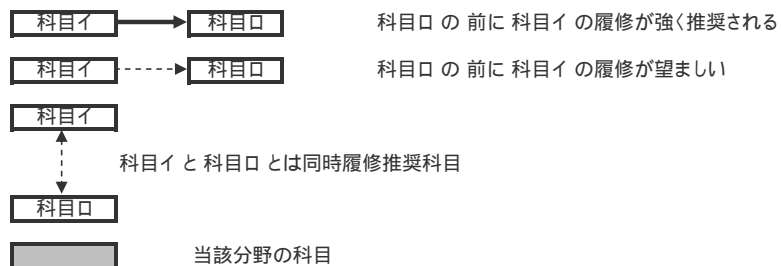 科目イ 科目ロ 科目ロ の 前に 科目イ の履修が強く推奨される
科目イ 科目ロ 科目ロ の 前に 科目イ の履修が望ましい
科目イ
科目イ と 科目ロ とは同時履修推奨科目
科目ロ
当該分野の科目